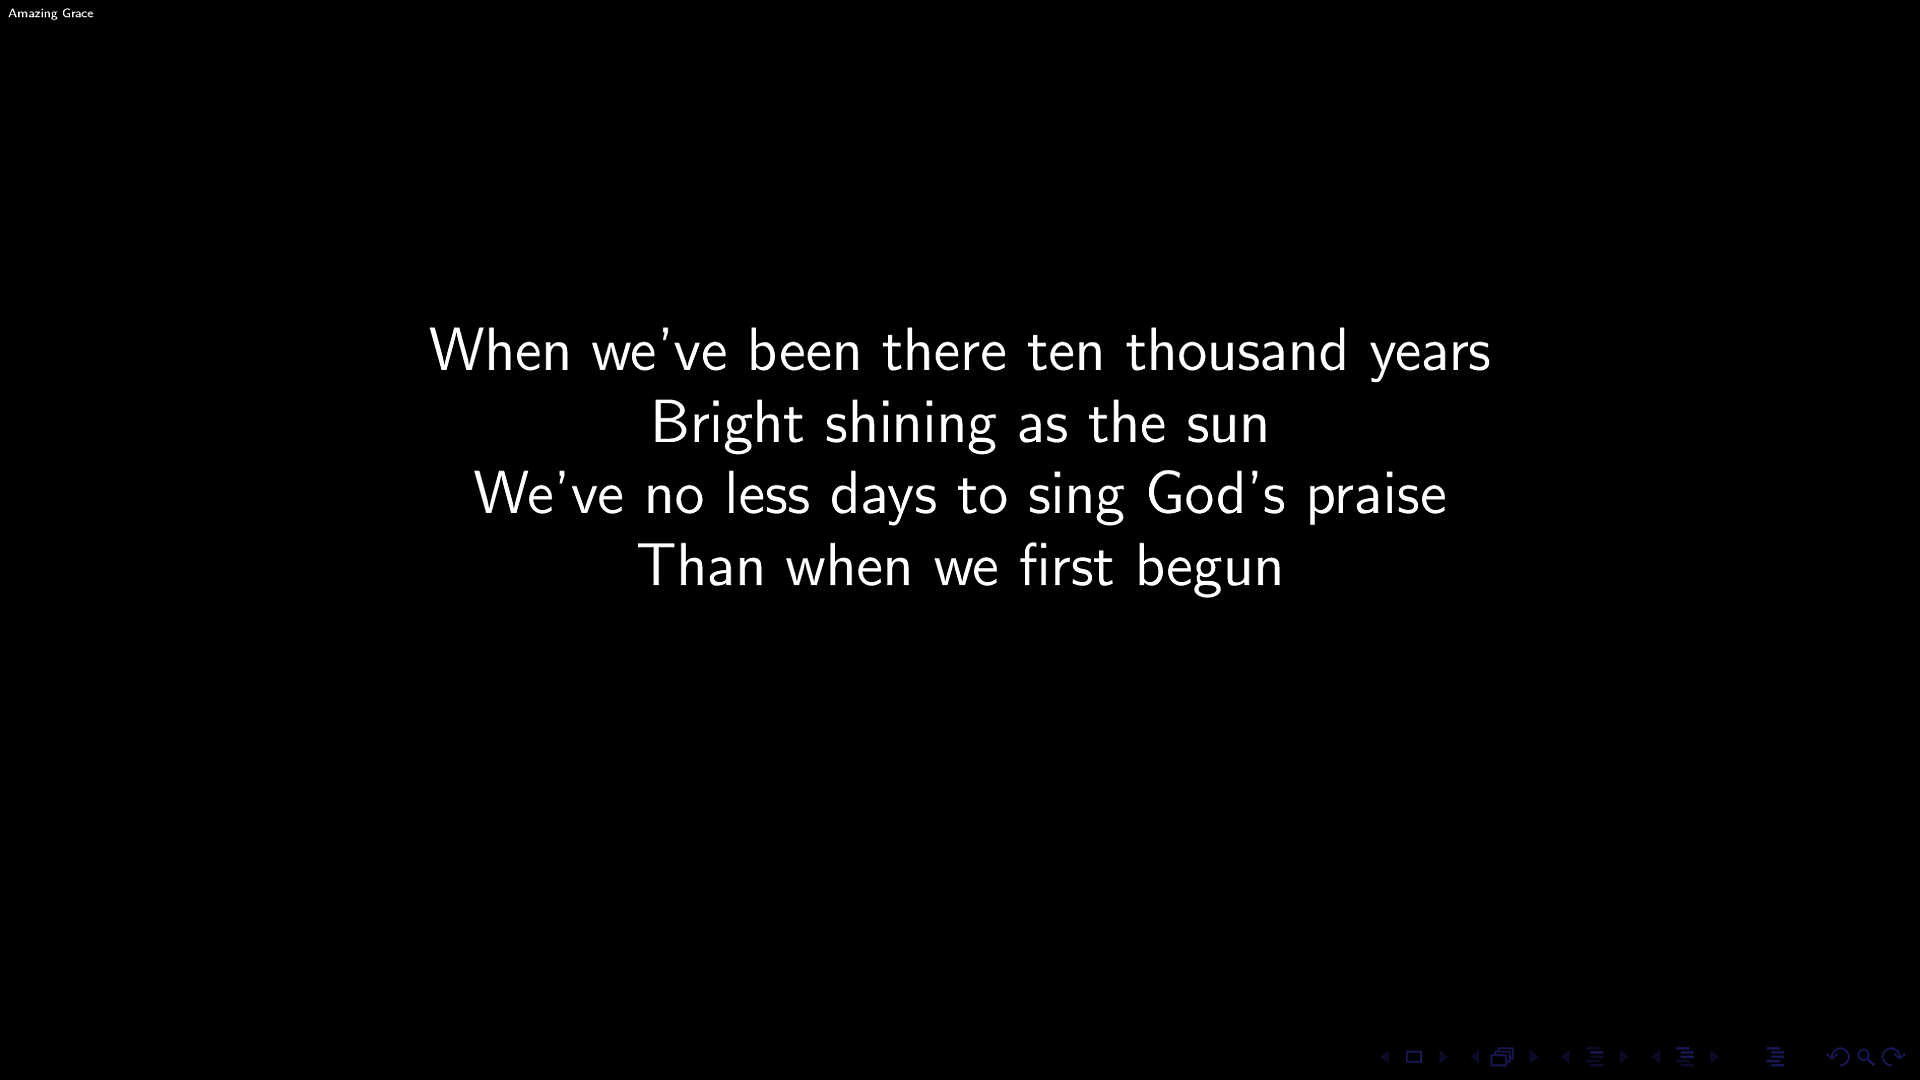 Amazing Grace
When we've been there ten thousand years
Bright shining as the sun
We've no less days to sing God's praise
Than when we first begun